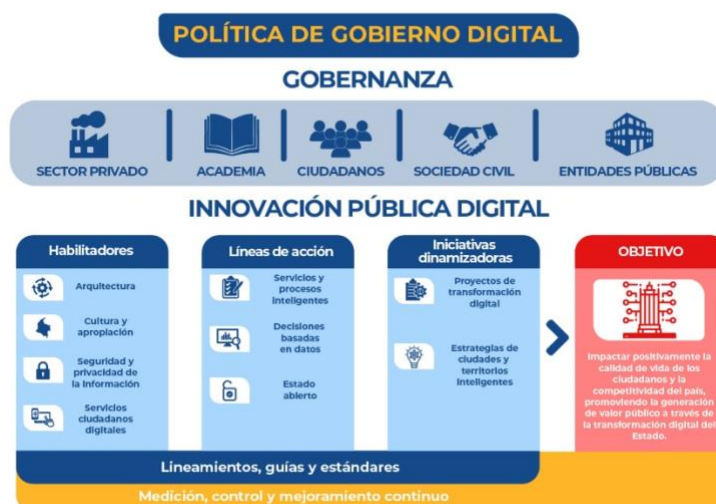 POLÍTICA DE GOBIERNO DIGITAL
GOBERNANZA
SECTOR PRIVADO
ACADEMIA
CIUDADANOS
SOCIEDAD CIVIL
ENTIDADES PÚBLICAS
INNOVACIÓN PÚBLICA DIGITAL
Habilitadores
Arquitectura
Cultura y
apropiación
Seguridad y
privacidad de
la Información
Servicios
ciudadanos
digitales
Líneas de acción
Servicios y
procesos
inteligentes
Decisiones
basadas
en datos
Estado
abierto
Iniciativas
dinamizadoras
Proyectos de
transformación
digital
Estrategias de
ciudades y
territorios
inteligentes
OBJETIVO
Impactar positivamente la
calidad de vida de los
ciudadanos y la
competitividad del país,
promoviendo la generación
de valor público a través de
la transformación digital del
Estado.
Lineamientos, guías y estándares
Medición, control y mejoramiento continuo